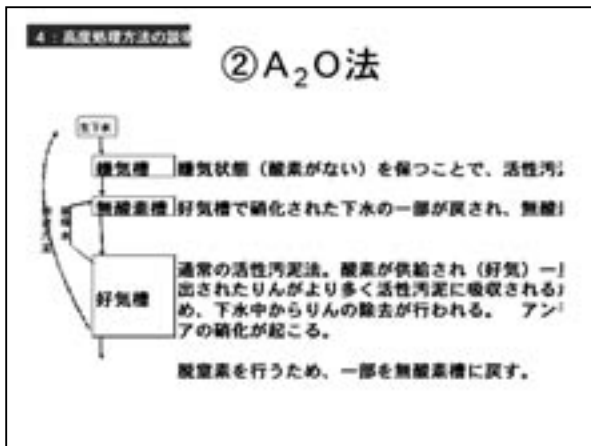 4：高度処理方法の説明
②A₂O法
生下水
嫌気槽
嫌気状態（酸素がない）を保つことで、活性汚泥
無酸素槽
好気槽で硝化された下水の一部が戻され、無酸
好気槽
通常の活性汚泥法。酸素が供給され（好気）一
出されたりんがより多く活性汚泥に吸収される
め、下水中からりんの除去が行われる。　アン
アの硝化が起こる。
脱窒素を行うため、一部を無酸素槽に戻す。